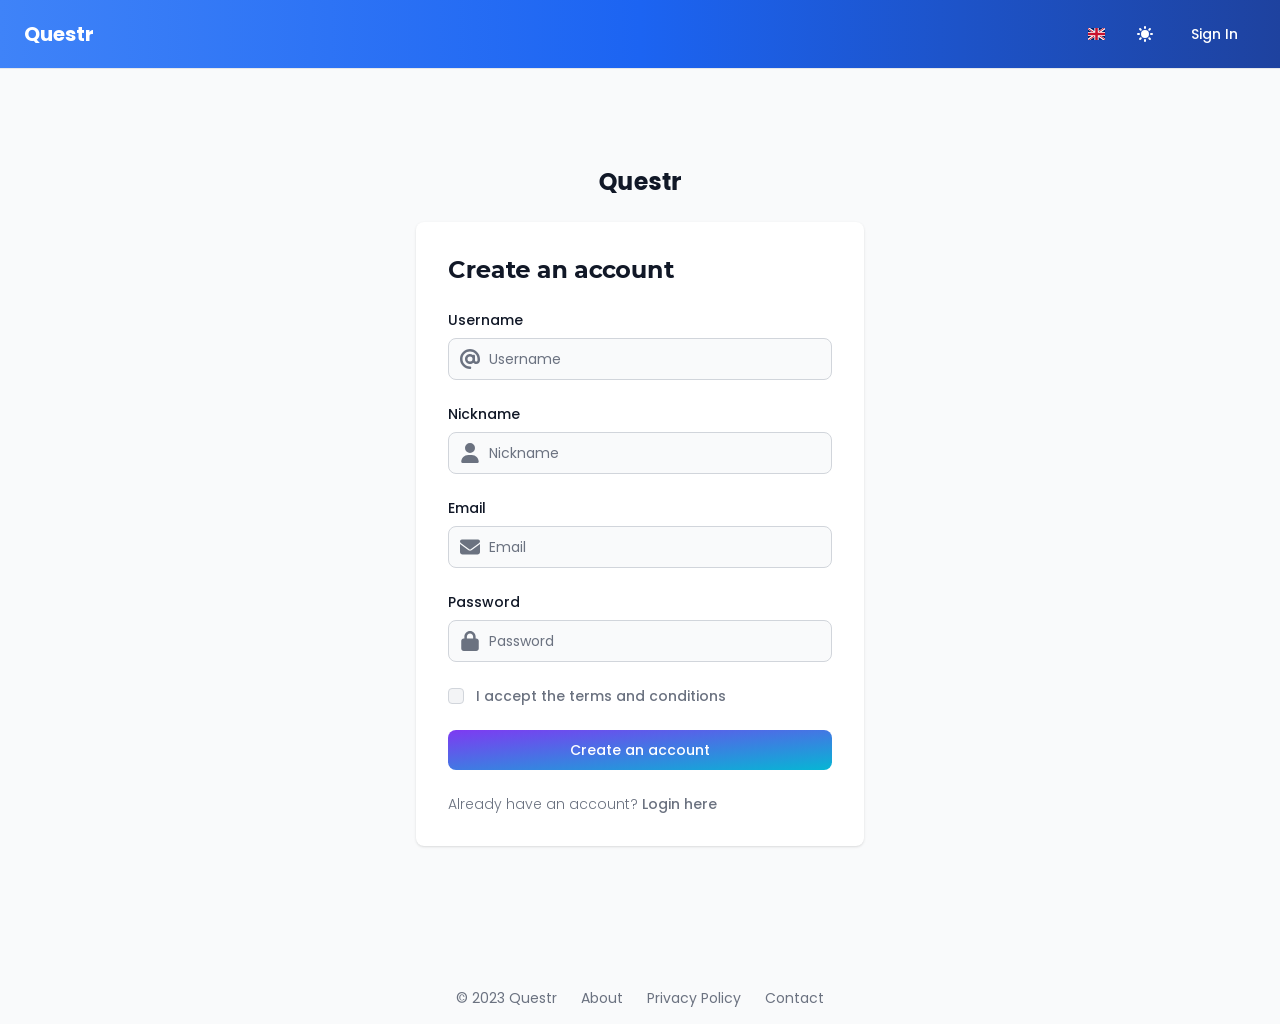 Questr
Sign In
Questr
Create an account
Username
Username
Nickname
Nickname
Email
Email
Password
Password
I accept the terms and conditions
Create an account
Already have an account? Login here
© 2023 Questr About Privacy Policy Contact